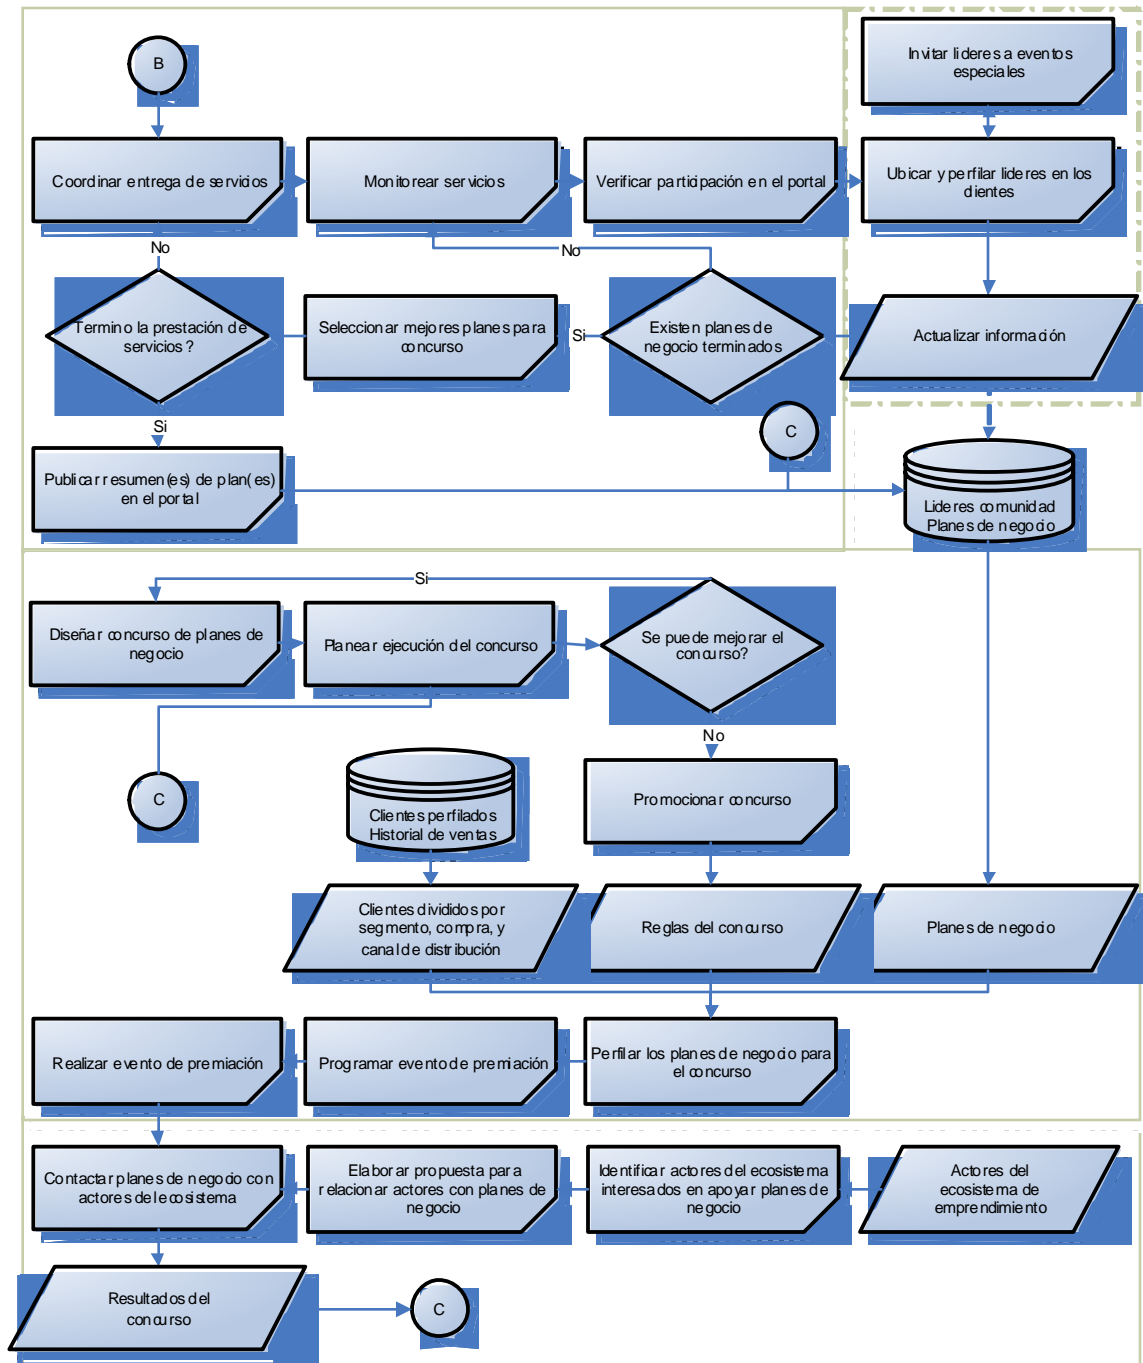 B
Invitar lideres a eventos
especiales
Coordinar entrega de servicios
Monitorear servicios
Verificar participación en el portal
Ubicar y perfilar lideres en los
clientes
No
No
Termino la prestación de
servicios?
Seleccionar mejores planes para
concurso
Si
Existen planes de
negocio terminados
Actualizar información
Si
C
Publicar resumen(es) de plan(es)
en el portal
Lideres comunidad
Planes de negocio
Si
Diseñar concurso de planes de
negocio
Planear ejecución del concurso
Se puede mejorar el
concurso?
No
C
Clientes perfilados
Historial de ventas
Promocionar concurso
Clientes divididos por
segmento, compra, y
canal de distribución
Reglas del concurso
Planes de negocio
Realizar evento de premiación
Programar evento de premiación
Perfilar los planes de negocio para
el concurso
Contactar planes de negocio con
actores del ecosistema
Elaborar propuesta para
relacionar actores con planes de
negocio
Identificar actores del ecosistema
interesados en apoyar planes de
negocio
Actores del
ecosistema de
emprendimiento
Resultados del
concurso
C